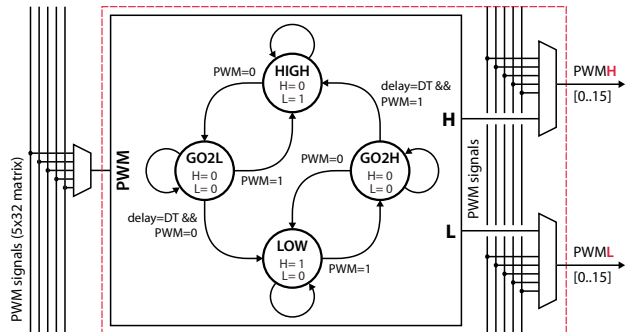 PWM signals (5x32 matrix)
PWM
PWM=0
HIGH
H= 0
L= 1
delay=DT &&
PWM=1
GO2L
H= 0
L= 0
PWM=1
PWM=0
GO2H
H= 0
L= 0
delay=DT &&
PWM=0
LOW
H= 1
L= 0
PWM=1
H
L
PWM signals
PWMH
[0..15]
PWML
[0..15]